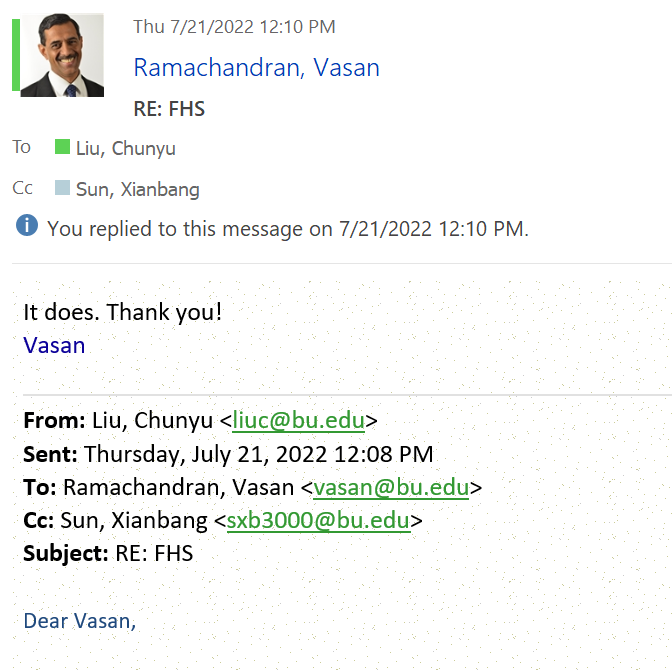 Thu 7/21/2022 12:10 PM
Ramachandran, Vasan
RE: FHS
To Liu, Chunyu
Cc Sun, Xianbang
You replied to this message on 7/21/2022 12:10 PM.
It does. Thank you!
Vasan
From: Liu, Chunyu <liuc@bu.edu>
Sent: Thursday, July 21, 2022 12:08 PM
To: Ramachandran, Vasan <vasan@bu.edu>
Cc: Sun, Xianbang <sxb3000@bu.edu>
Subject: RE: FHS
Dear Vasan,